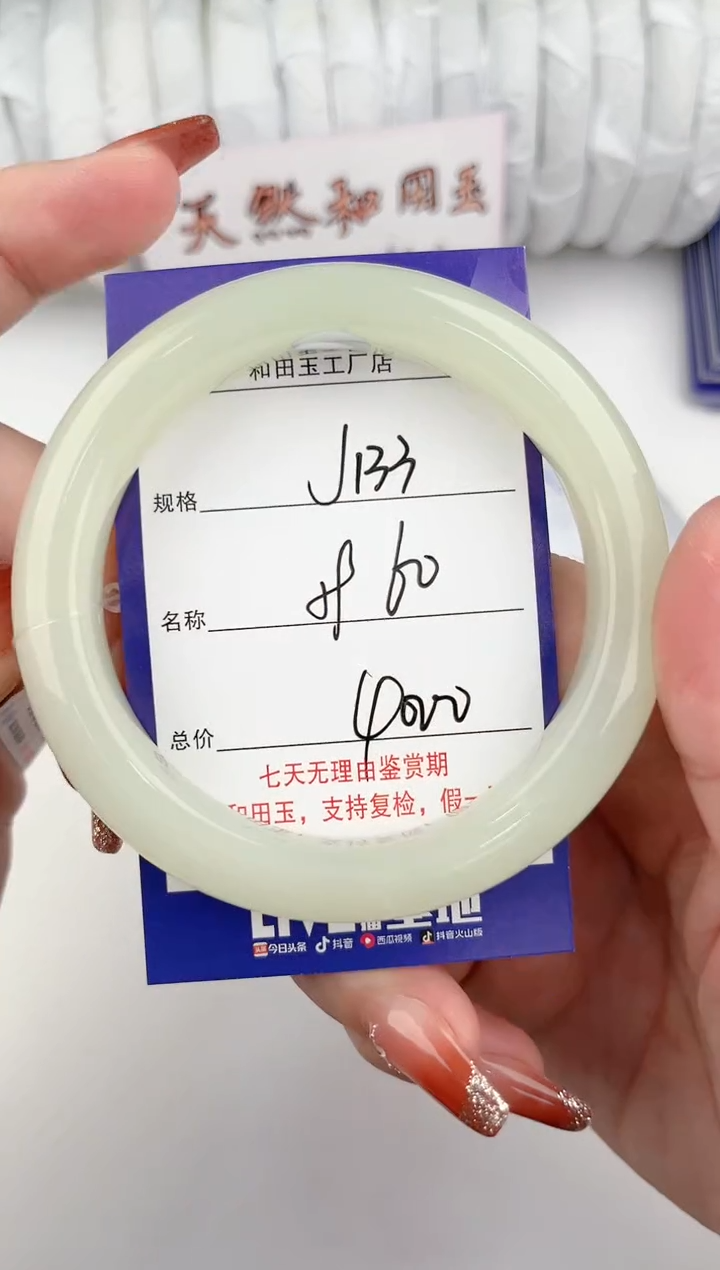 天然和田玉
和田玉工厂店
规格 J133
名称 60
总价 4000
七天无理由鉴赏期
和田玉，支持复检，假一
今日头条 抖音 西瓜视频 抖音火山版